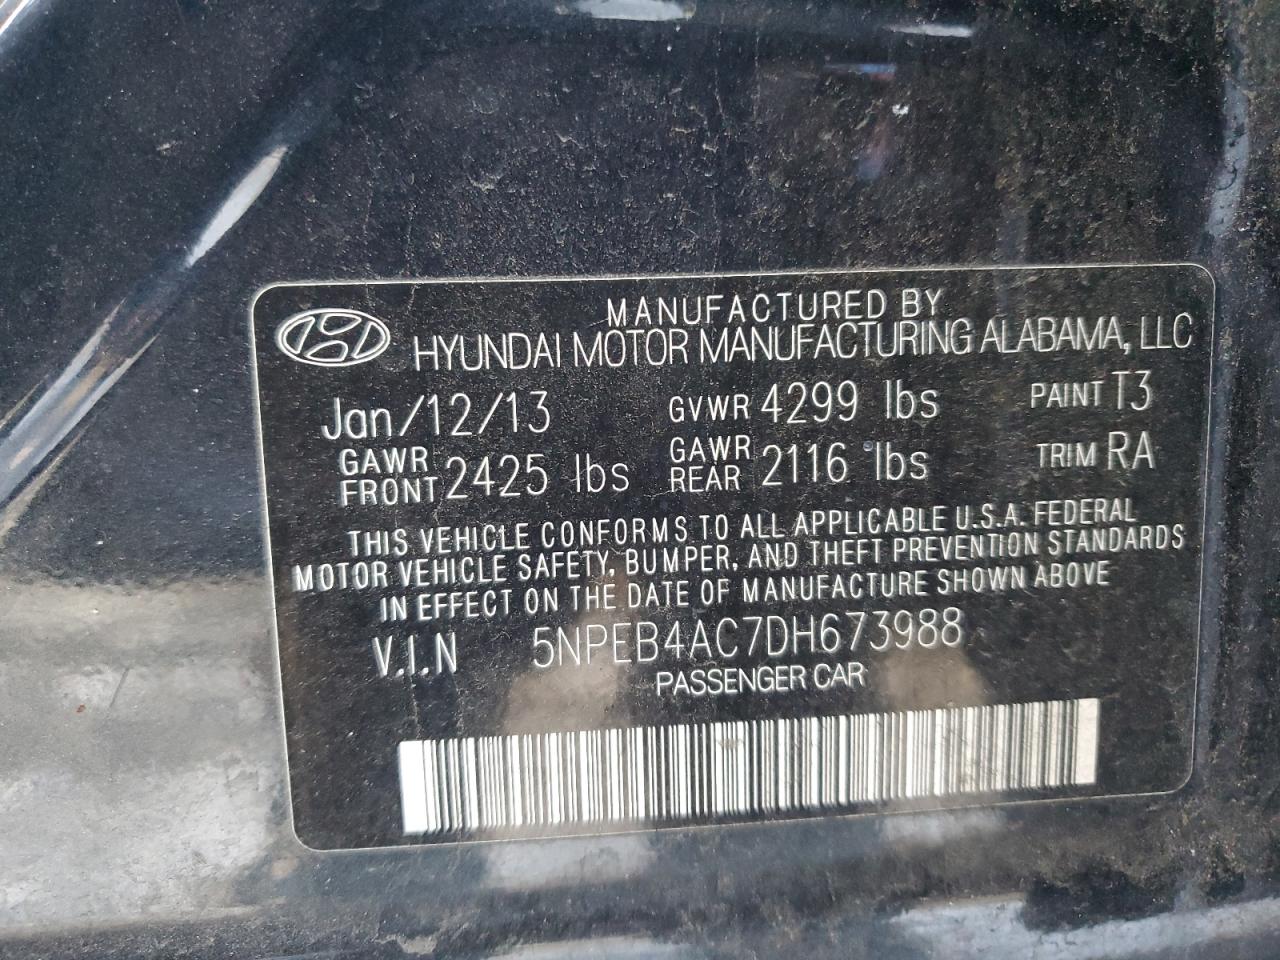 MANUFACTURED BY
HYUNDAI MOTOR MANUFACTURING ALABAMA, LLC
Jan/12/13 GVWR 4299 lbs PAINT T3
GAWR FRONT 2425 lbs GAWR REAR 2116 lbs TRIM RA
THIS VEHICLE CONFORMS TO ALL APPLICABLE U.S.A. FEDERAL
MOTOR VEHICLE SAFETY, BUMPER, AND THEFT PREVENTION STANDARDS
IN EFFECT ON THE DATE OF MANUFACTURE SHOWN ABOVE
V.I.N 5NPEB4AC7DH673988
PASSENGER CAR